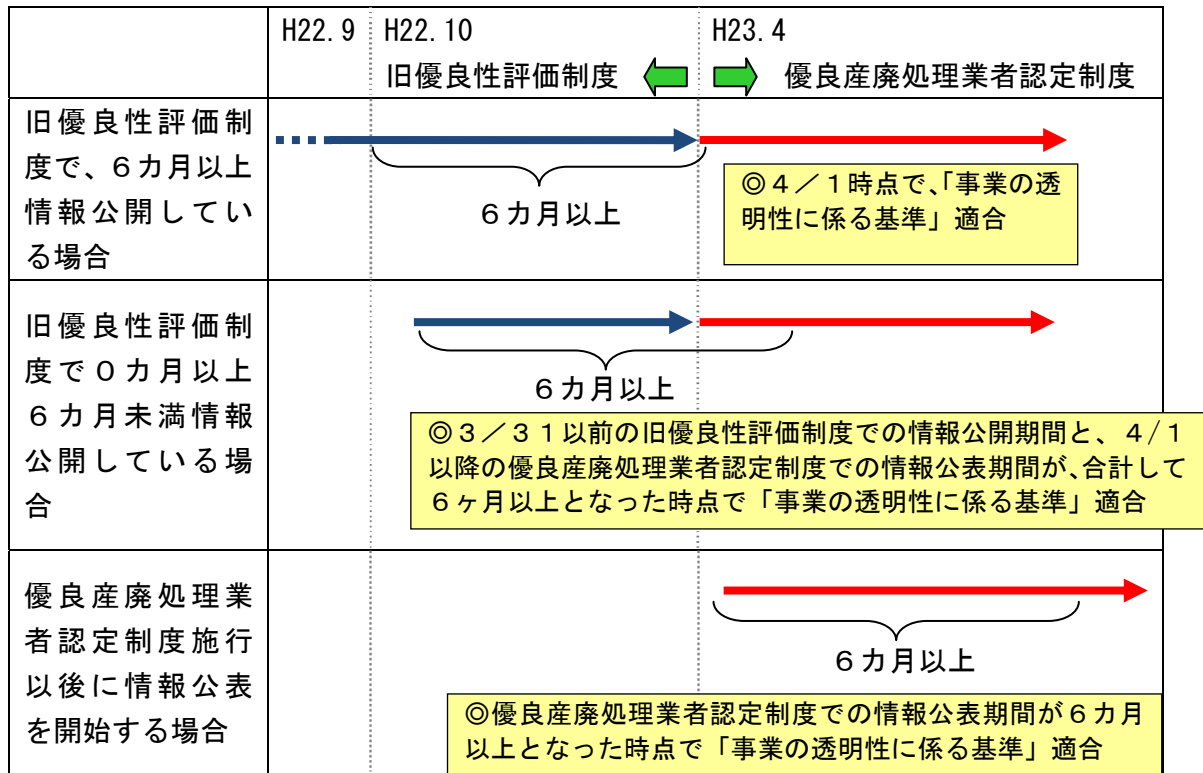 H22.9 H22.10 H23.4
旧優良性評価制度 優良産廃処理業者認定制度
旧優良性評価制
度で、6カ月以上
情報公開してい
る場合
6カ月以上
◎4/1時点で、「事業の透
明性に係る基準」適合
旧優良性評価制
度で0カ月以上
6カ月未満情報
公開している場
合
6カ月以上
◎3/31以前の旧優良性評価制度での情報公開期間と、4/1
以降の優良産廃処理業者認定制度での情報公表期間が、合計して
6ヶ月以上となった時点で「事業の透明性に係る基準」適合
優良産廃処理業
者認定制度施行
以後に情報公表
を開始する場合
6カ月以上
◎優良産廃処理業者認定制度での情報公表期間が6カ月
以上となった時点で「事業の透明性に係る基準」適合